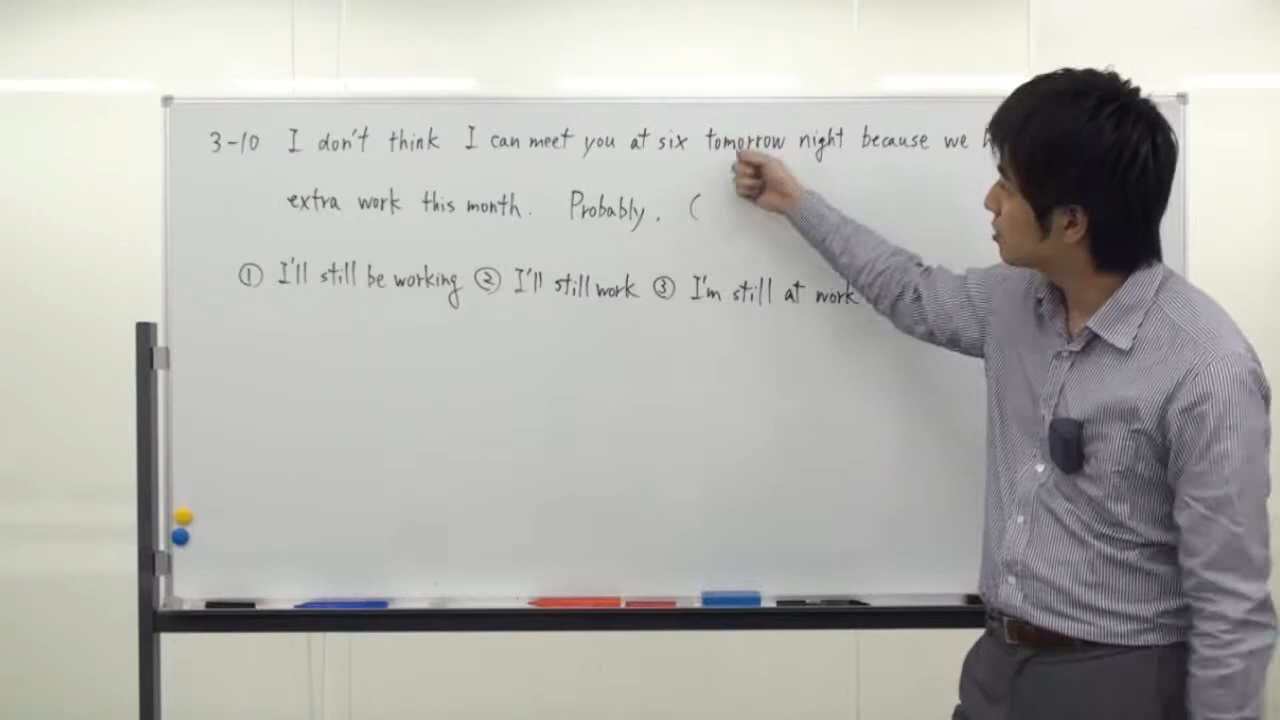 3-10 I don't think I can meet you at six tomorrow night because we
extra work this month. Probably, (
① I'll still be working ② I'll still work ③ I'm still at work